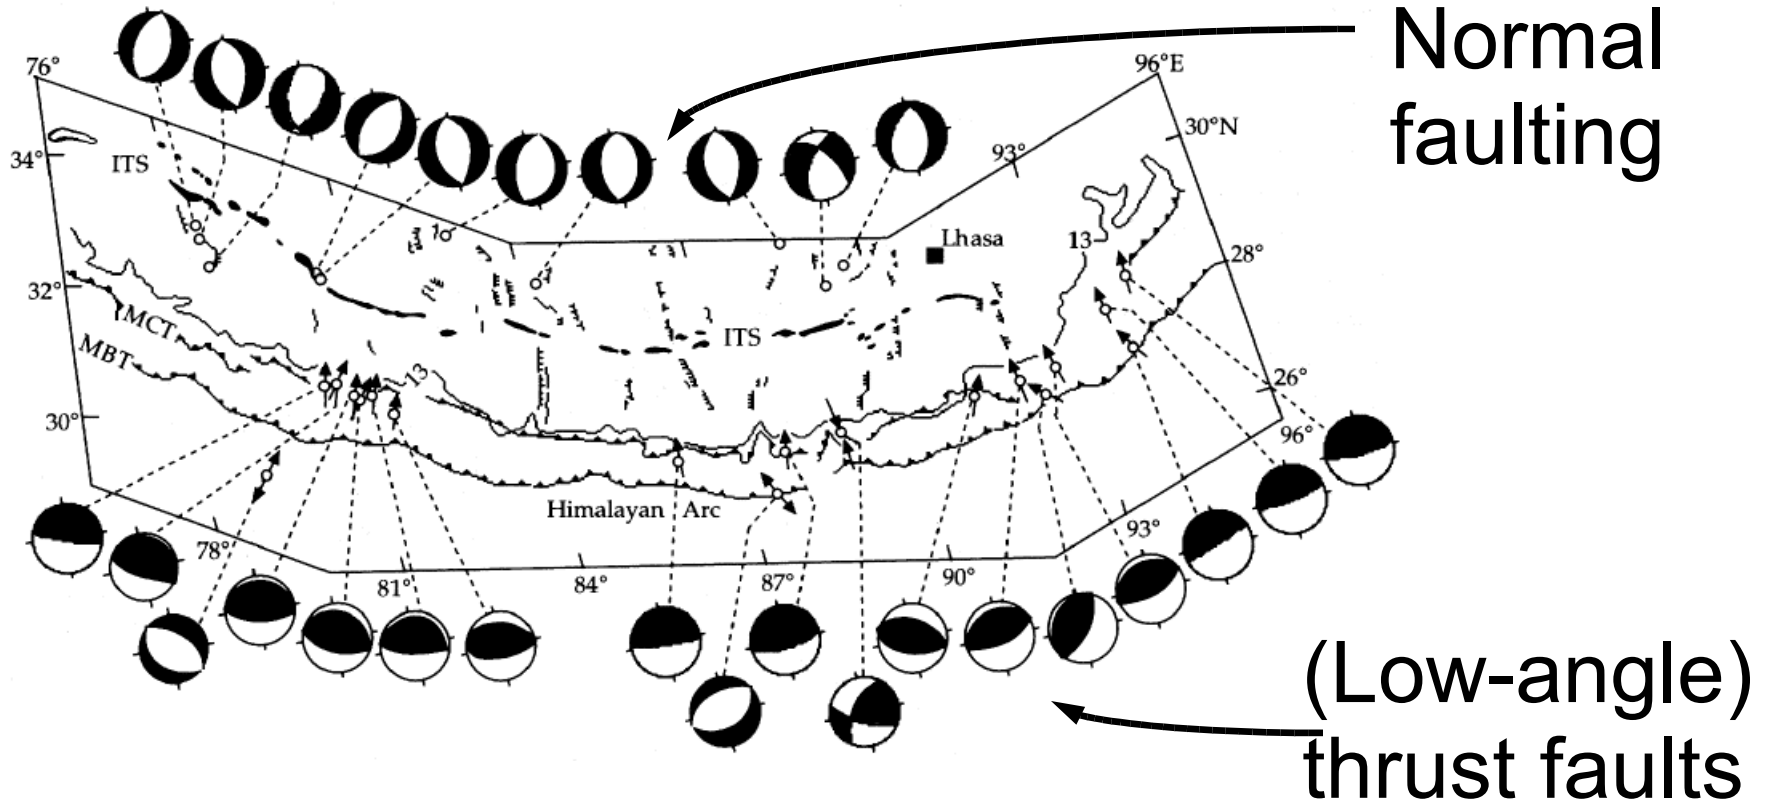 Normal
faulting
76°
96°E
30°N
93°
34°
ITS
Lhasa
13
28°
32°
MCT
ITS
MBT
13
26°
30°
96°
Himalayan Arc
93°
78°
81°
84°
87°
90°
(Low-angle)
thrust faults